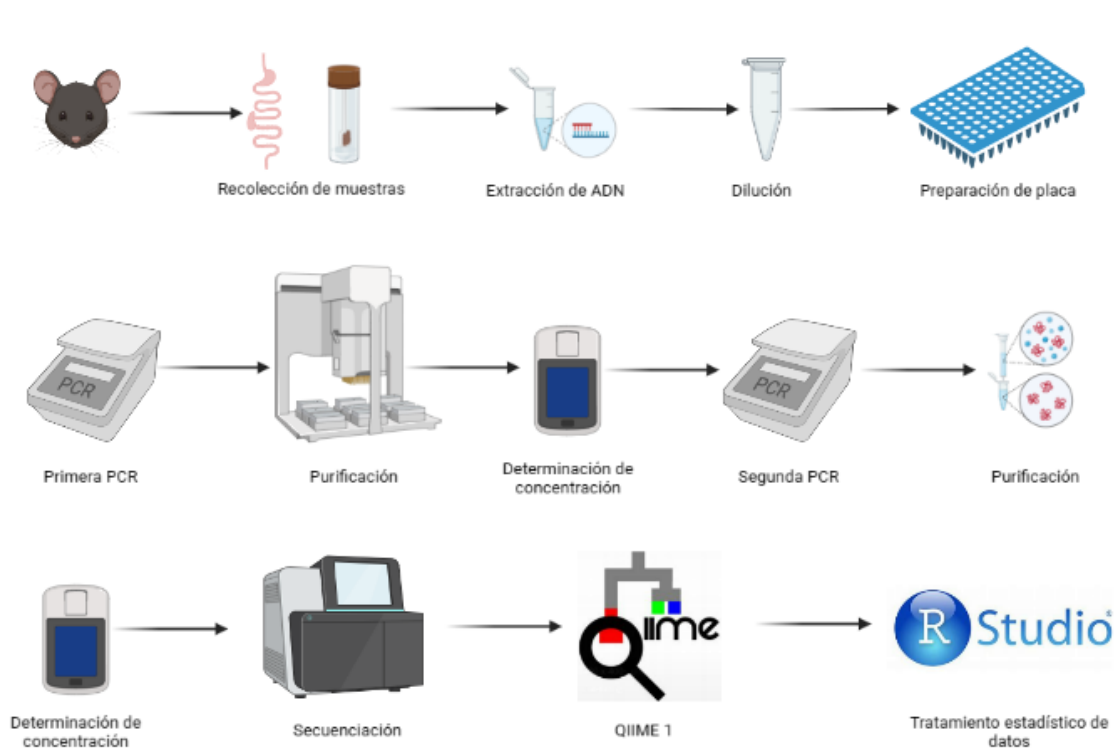 Recolección de muestras
Extracción de ADN
Dilución
Preparación de placa
PCR
PCR
Primera PCR
Purificación
Determinación de
concentración
Segunda PCR
Purificación
QIIME
R Studio
Determinación de
concentración
Secuenciación
QIIME 1
Tratamiento estadístico de
datos